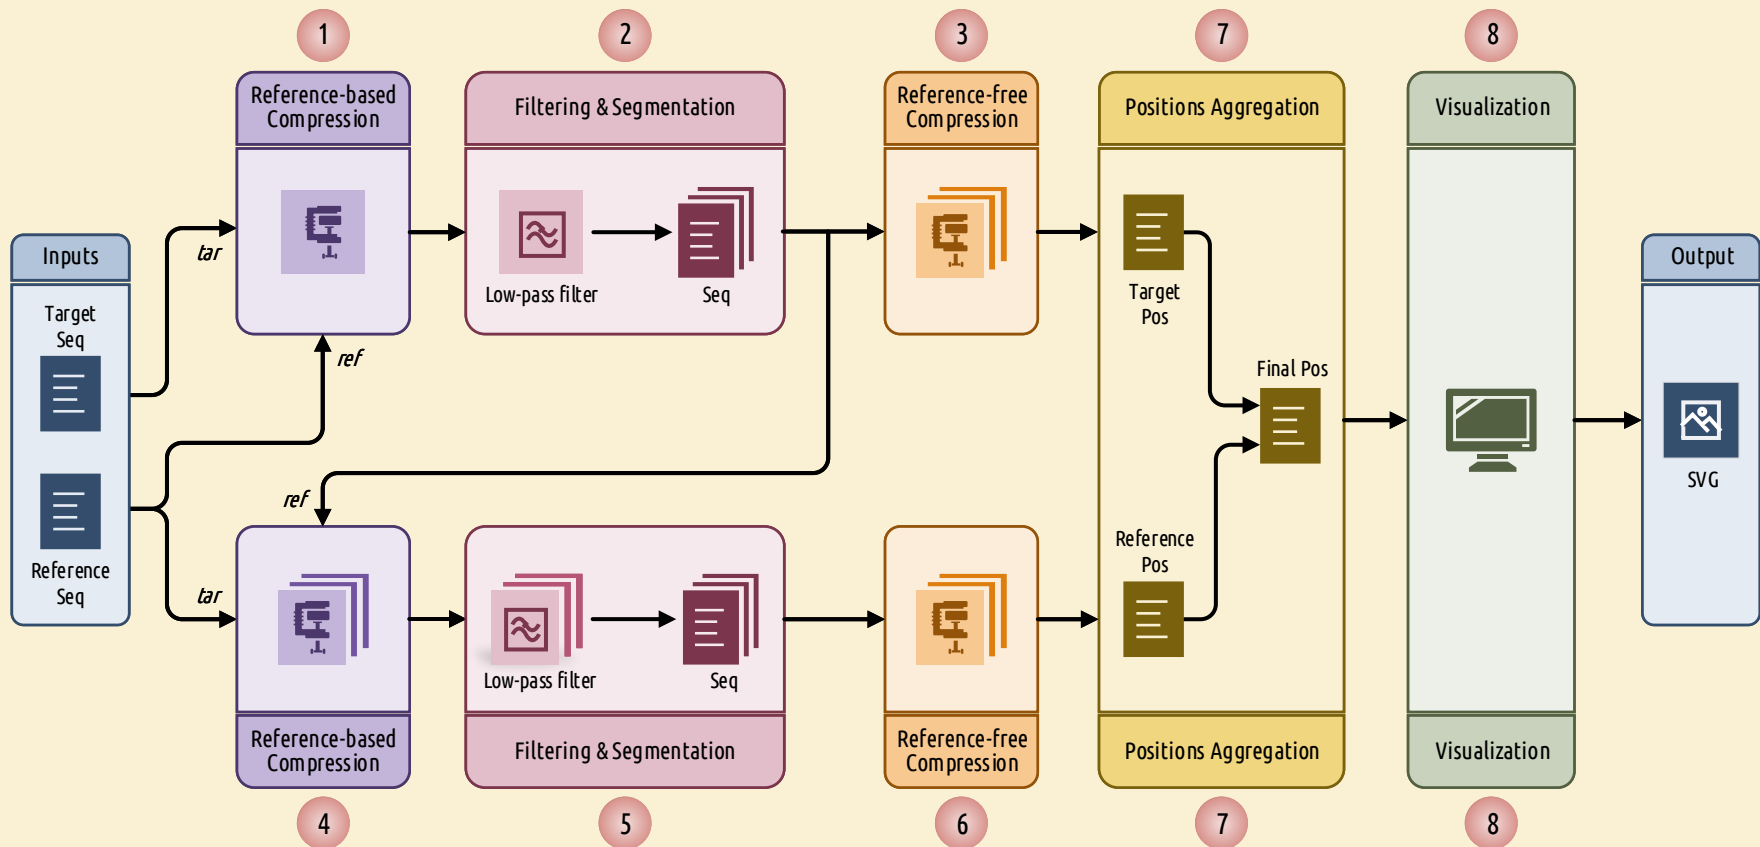 1
2
3
7
8
Reference-based
Compression
Filtering & Segmentation
Reference-free
Compression
Positions Aggregation
Visualization
Inputs
Target
Seq
Reference
Seq
tar
ref
Low-pass filter
Seq
Target
Pos
Final Pos
Reference
Pos
Output
SVG
ref
tar
Low-pass filter
Seq
Reference-based
Compression
Filtering & Segmentation
Reference-free
Compression
Positions Aggregation
Visualization
4
5
6
7
8